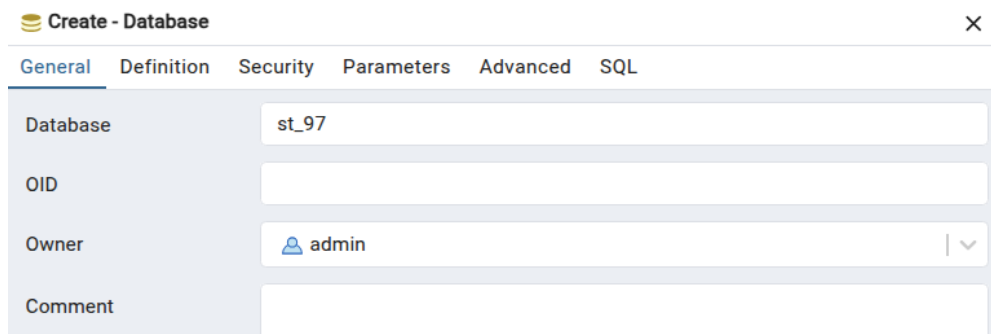 Create - Database
General Definition Security Parameters Advanced SQL
Database st_97
OID
Owner admin
Comment